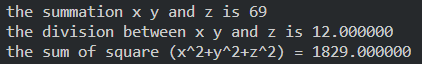 the summation x y and z is 69
the division between x y and z is 12.000000
the sum of square (x^2+y^2+z^2) = 1829.000000